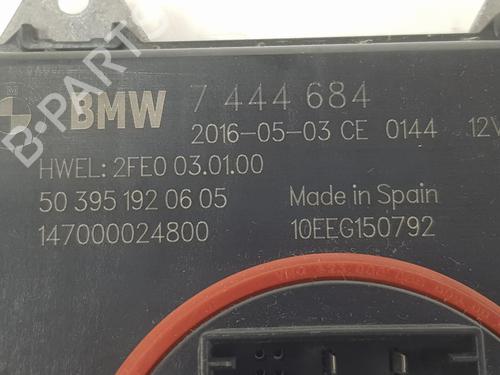 BMW 7 444 684
2016-05-03 CE 0144 12V
HWEL: 2FE0 03.01.00
50 395 192 06 05 Made in Spain
147000024800 10EEG150792
B-PARTS